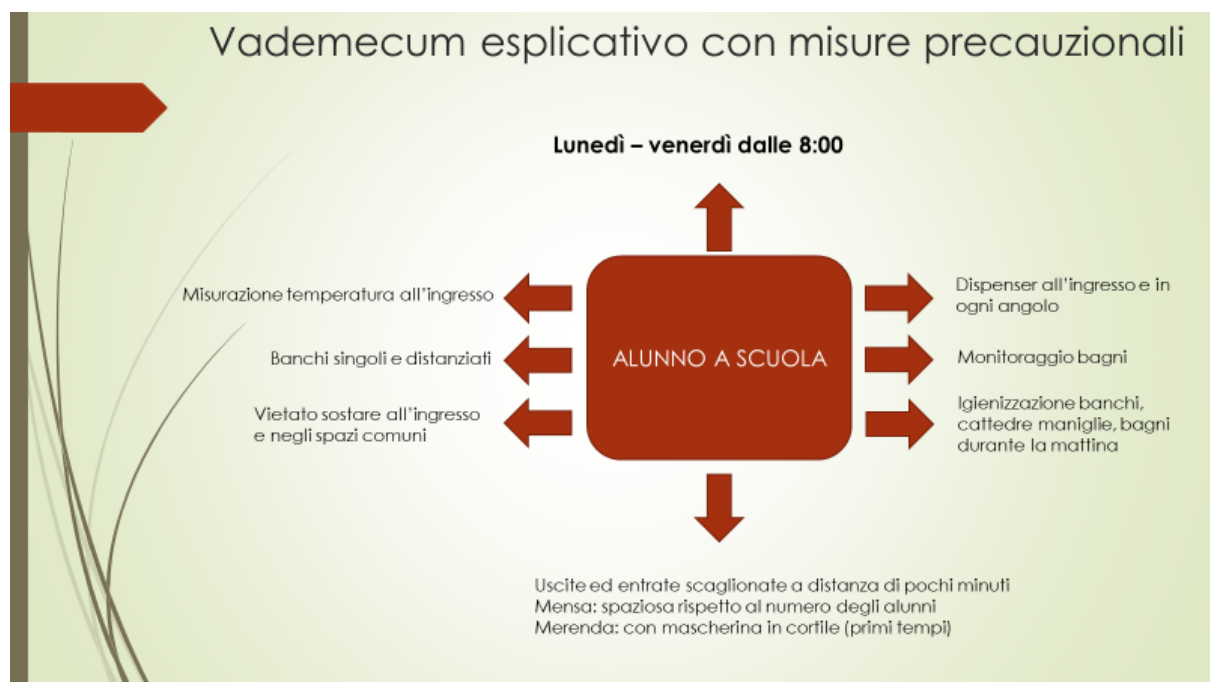 Vademecum esplicativo con misure precauzionali
Lunedì – venerdì dalle 8:00
Misurazione temperatura all'ingresso
Banchi singoli e distanziati
Vietato sostare all'ingresso
e negli spazi comuni
ALUNNO A SCUOLA
Dispenser all'ingresso e in
ogni angolo
Monitoraggio bagni
Igienizzazione banchi,
cattedre maniglie, bagni
durante la mattina
Uscite ed entrate scaglionate a distanza di pochi minuti
Mensa: spaziosa rispetto al numero degli alunni
Merenda: con mascherina in cortile (primi tempi)